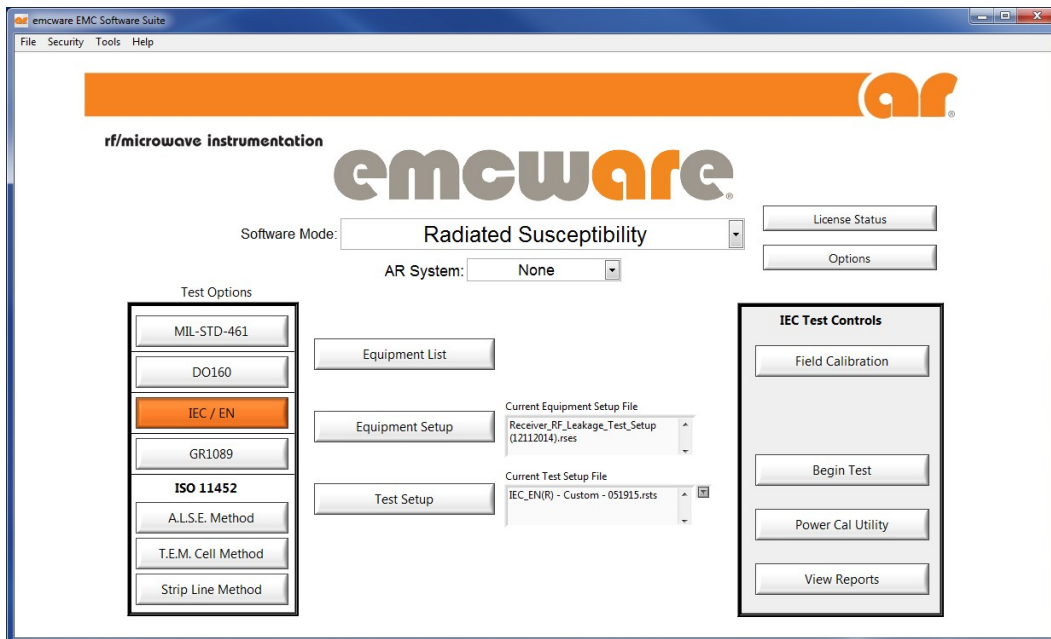 ar emcware EMC Software Suite
File Security Tools Help
ar®
rf/microwave instrumentation
emcware®
Software Mode: Radiated Susceptibility
AR System: None
License Status
Options
Test Options
MIL-STD-461
DO160
IEC / EN
GR1089
ISO 11452
A.L.S.E. Method
T.E.M. Cell Method
Strip Line Method
Equipment List
Equipment Setup
Current Equipment Setup File
Receiver_RF_Leakage_Test_Setup
(12112014).rses
Test Setup
Current Test Setup File
IEC_EN(R) - Custom - 051915.rsts
IEC Test Controls
Field Calibration
Begin Test
Power Cal Utility
View Reports